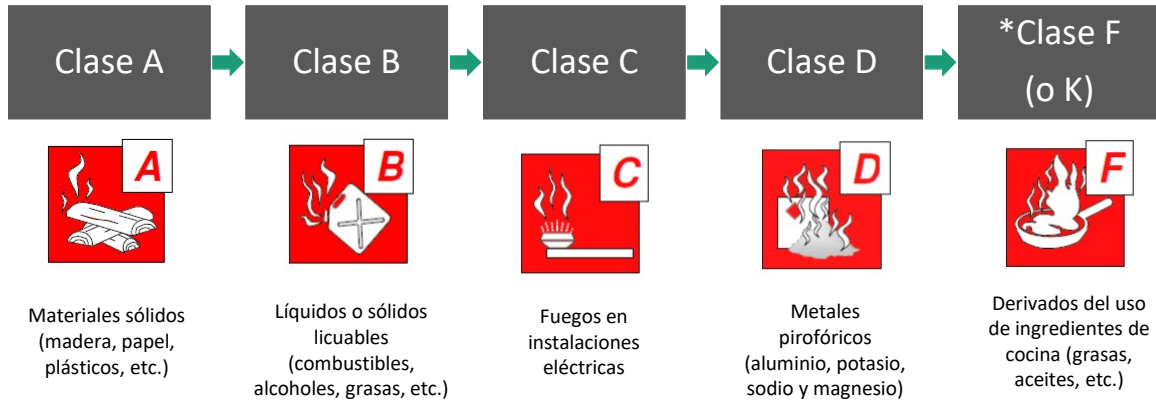 Clase A
Clase B
Clase C
Clase D
*Clase F
(o K)
A
B
C
D
F
Materiales sólidos
(madera, papel,
plásticos, etc.)
Líquidos o sólidos
licuables
(combustibles,
alcoholes, grasas, etc.)
Fuegos en
instalaciones
eléctricas
Metales
pirofóricos
(aluminio, potasio,
sodio y magnesio)
Derivados del uso
de ingredientes de
cocina (grasas,
aceites, etc.)